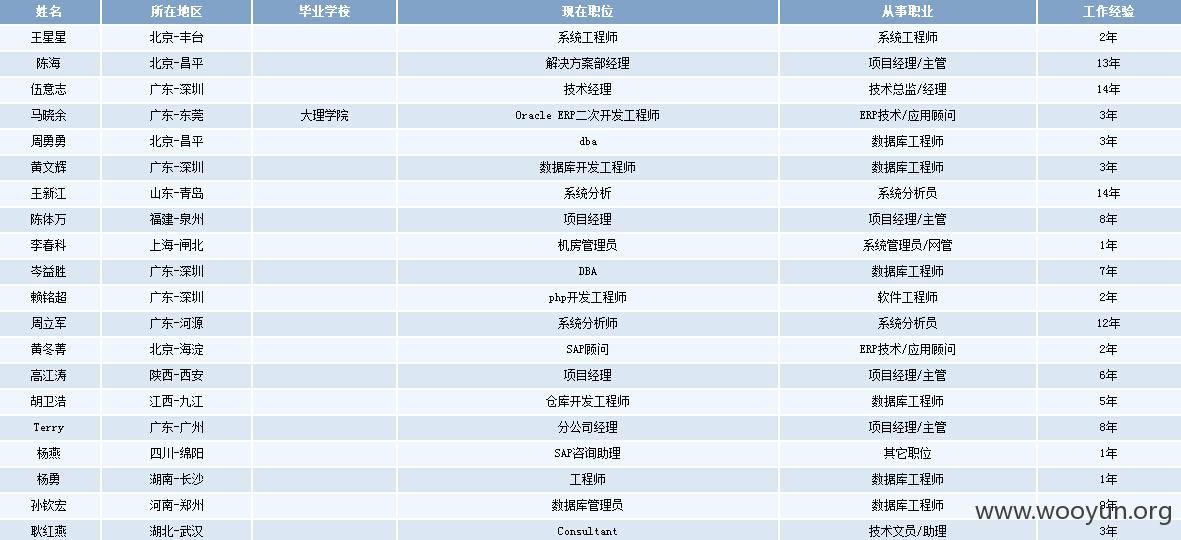 姓名 所在地区 毕业学校 现在职位 从事职业 工作经验
王星星 北京-丰台 系统工程师 系统工程师 2年
陈海 北京-昌平 解决方案部经理 项目经理/主管 13年
伍意志 广东-深圳 技术经理 技术总监/经理 14年
马晓余 广东-东莞 大理学院 Oracle ERP二次开发工程师 ERP技术/应用顾问 3年
周勇勇 北京-昌平 dba 数据库工程师 3年
黄文辉 广东-深圳 数据库开发工程师 数据库工程师 3年
王新江 山东-青岛 系统分析 系统分析员 14年
陈体万 福建-泉州 项目经理 项目经理/主管 8年
李春科 上海-闸北 机房管理员 系统管理员/网管 1年
岑益胜 广东-深圳 DBA 数据库工程师 7年
赖铭超 广东-深圳 php开发工程师 软件工程师 2年
周立军 广东-河源 系统分析师 系统分析员 12年
黄冬菁 北京-海淀 SAP顾问 ERP技术/应用顾问 2年
高江涛 陕西-西安 项目经理 项目经理/主管 6年
胡卫浩 江西-九江 仓库开发工程师 数据库工程师 5年
Terry 广东-广州 分公司经理 项目经理/主管 8年
杨燕 四川-绵阳 SAP咨询助理 其它职位 1年
杨勇 湖南-长沙 工程师 数据库工程师 1年
孙钦宏 河南-郑州 数据库管理员 数据库工程师
www.wooyun.org
耿红燕 湖北-武汉 Consultant 技术文员/助理 3年